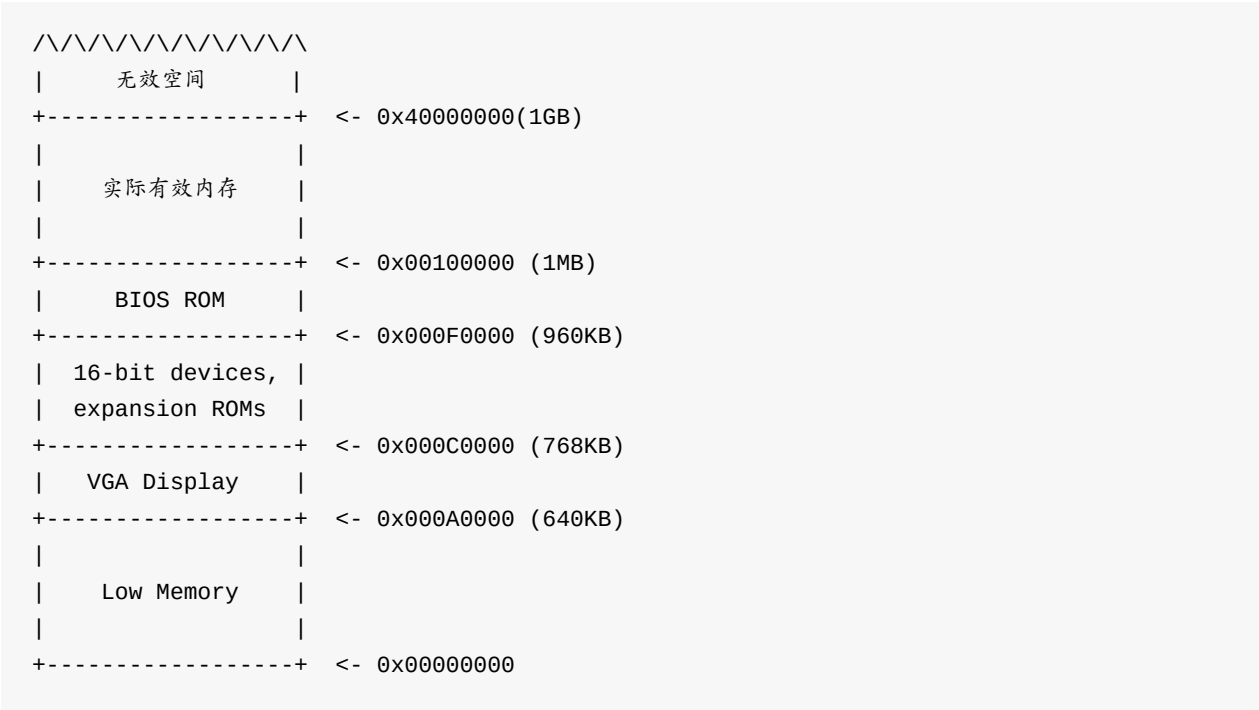 /\/\/\/\/\/\/\/\/\/\
|     无效空间      |
+------------------+  <- 0x40000000(1GB)
|                  |
|    实际有效内存    |
|                  |
+------------------+  <- 0x00100000 (1MB)
|     BIOS ROM     |
+------------------+  <- 0x000F0000 (960KB)
|  16-bit devices, |
|  expansion ROMs  |
+------------------+  <- 0x000C0000 (768KB)
|   VGA Display    |
+------------------+  <- 0x000A0000 (640KB)
|                  |
|    Low Memory    |
|                  |
+------------------+  <- 0x00000000